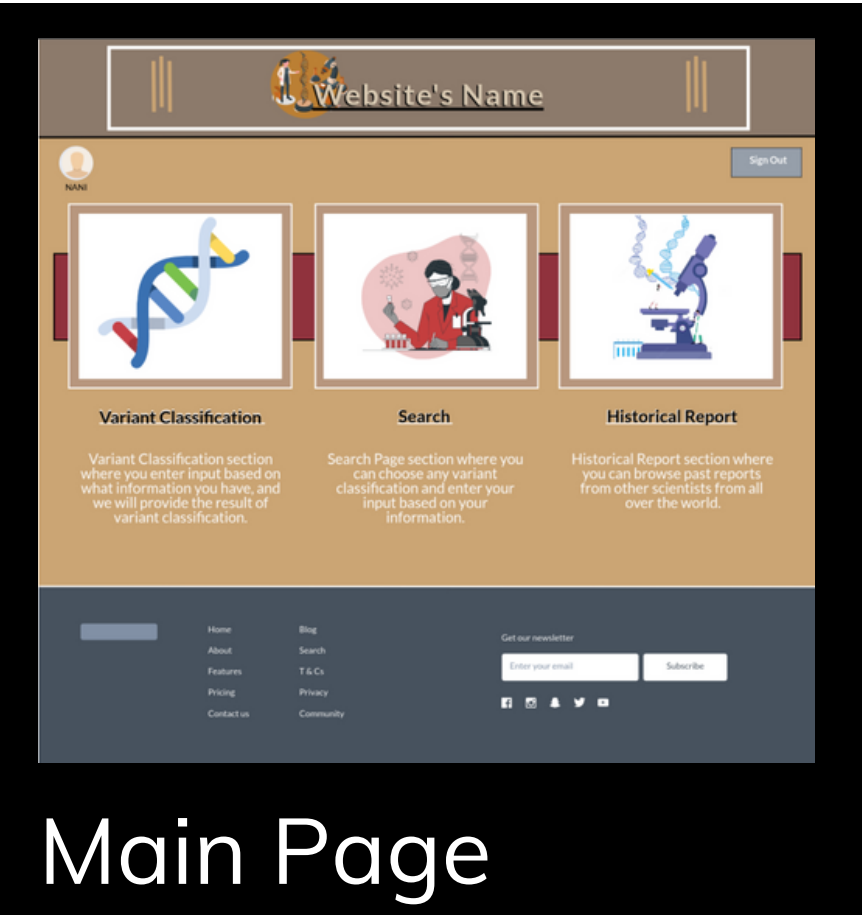 Website's Name
NANI
Sign Out
Variant Classification
Variant Classification section
where you enter input based on
what information you have, and
we will provide the result of
variant classification.
Search
Search Page section where you
can choose any variant
classification and enter your
input based on your
information.
Historical Report
Historical Report section where
you can browse past reports
from other scientists from all
over the world.
Home
About
Features
Pricing
Contact us
Blog
Search
T & Cs
Privacy
Community
Get our newsletter
Enter your email
Subscribe
Main Page